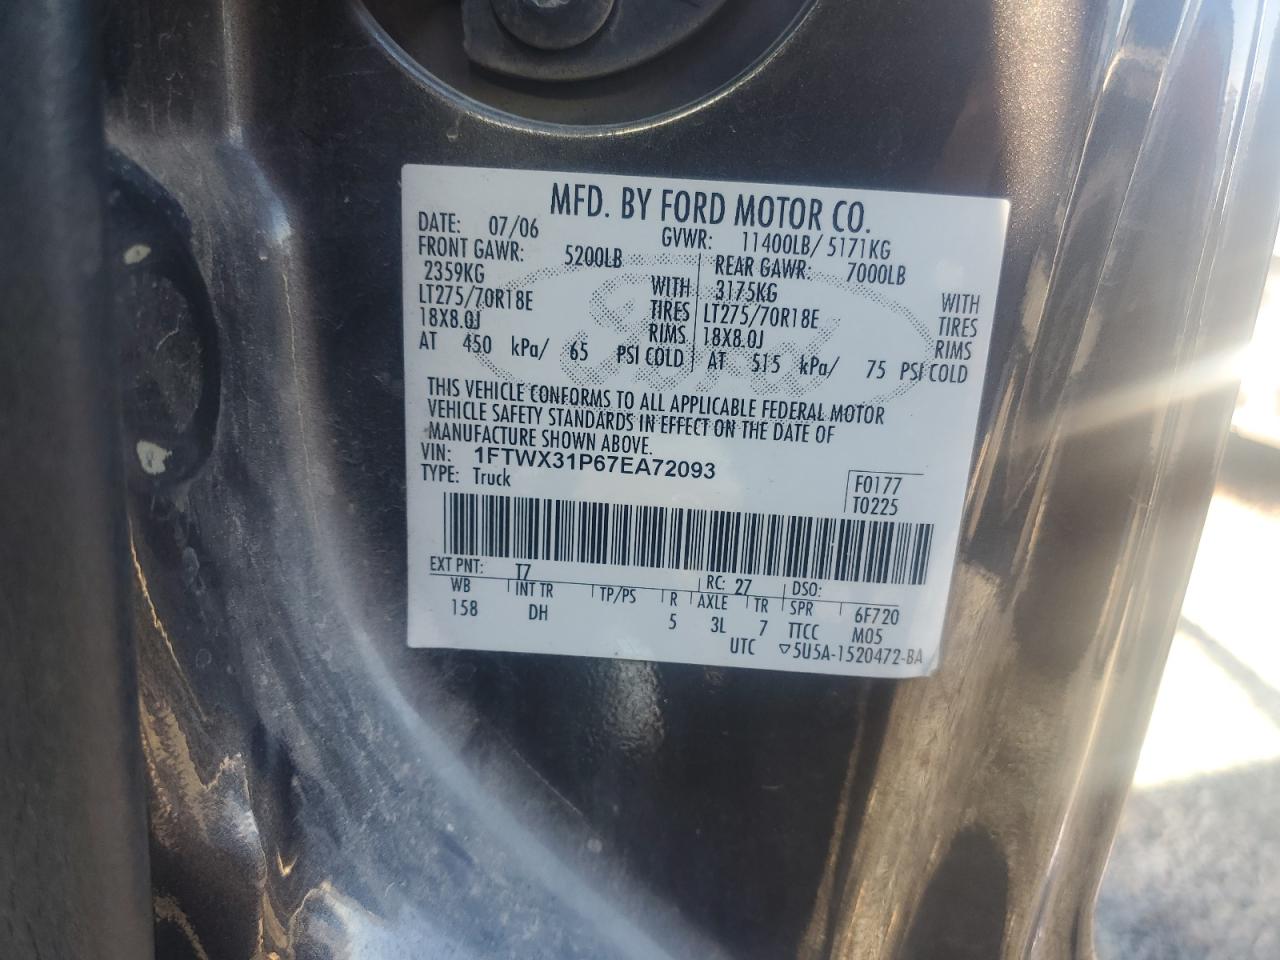 MFD. BY FORD MOTOR CO.
DATE: 07/06 GVWR: 11400LB/ 5171KG
FRONT GAWR: 5200LB REAR GAWR: 7000LB
2359KG WITH 3175KG WITH
LT275/70R18E TIRES LT275/70R18E TIRES
18X8.0J RIMS 18X8.0J RIMS
AT 450 kPa/ 65 PSI COLD AT 515 kPa/ 75 PSI COLD
THIS VEHICLE CONFORMS TO ALL APPLICABLE FEDERAL MOTOR
VEHICLE SAFETY STANDARDS IN EFFECT ON THE DATE OF
MANUFACTURE SHOWN ABOVE.
VIN: 1FTWX31P67EA72093
TYPE: Truck
F0177
T0225
EXT PNT: T7 RC: 27 DSO:
WB INT TR TP/PS R AXLE TR SPR 6F720
158 DH 5 3L 7 TTCC M05
UTC ▽5U5A-1520472-BA